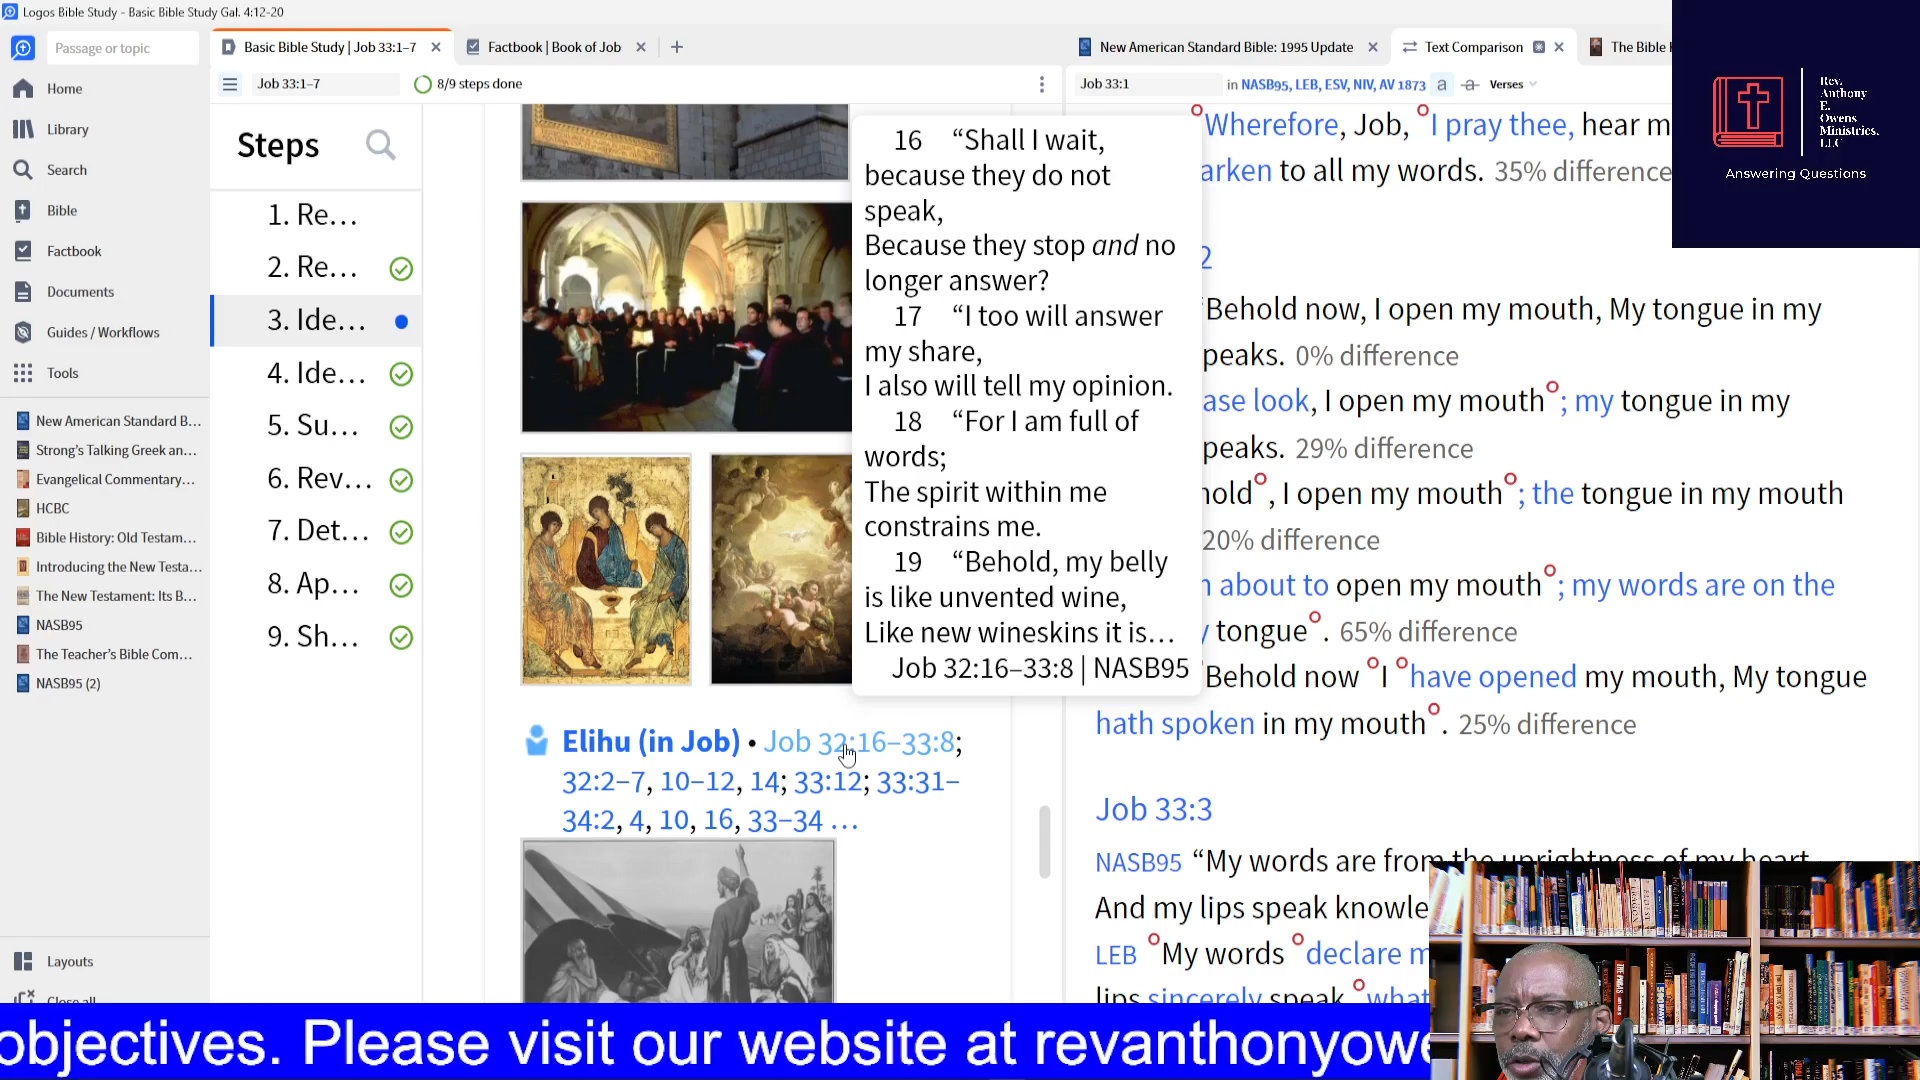 Logos Bible Study - Basic Bible Study Gal. 4:12-20
Passage or topic
Home
Library
Search
Bible
Factbook
Documents
Guides / Workflows
Tools
New American Standard B...
Strong's Talking Greek an...
Evangelical Commentary...
HCBC
Bible History: Old Testam...
Introducing the New Testa...
The New Testament: Its B...
NASB95
The Teacher's Bible Com...
NASB95 (2)
Layouts
Close all
Basic Bible Study | Job 33:1–7
Factbook | Book of Job
Job 33:1–7
8/9 steps done
Steps
1. Re...
2. Re...
3. Ide...
4. Ide...
5. Su...
6. Rev...
7. Det...
8. Ap...
9. Sh...
16 “Shall I wait,
because they do not
speak,
Because they stop and no
longer answer?
17 “I too will answer
my share,
I also will tell my opinion.
18 “For I am full of
words;
The spirit within me
constrains me.
19 “Behold, my belly
is like unvented wine,
Like new wineskins it is...
Job 32:16–33:8 | NASB95
Elihu (in Job) • Job 32:16–33:8;
32:2–7, 10–12, 14; 33:12; 33:31–
34:2, 4, 10, 16, 33–34 ...
New American Standard Bible: 1995 Update
Text Comparison
The Bible
Job 33:1
in NASB95, LEB, ESV, NIV, AV 1873
a
a
Verses
Wherefore, Job, I pray thee, hear m
arken to all my words. 35% difference
2
Behold now, I open my mouth, My tongue in my
peaks. 0% difference
ase look, I open my mouth; my tongue in my
peaks. 29% difference
hold, I open my mouth; the tongue in my mouth
20% difference
about to open my mouth; my words are on the
tongue. 65% difference
Behold now I have opened my mouth, My tongue
hath spoken in my mouth. 25% difference
Job 33:3
NASB95 “My words are from the uprightness of my heart,
And my lips speak knowle
LEB My words declare m
lips sincerely speak what
Rev.
Anthony
E.
Owens
Ministries,
LLC
Answering Questions
objectives. Please visit our website at revanthonyowe